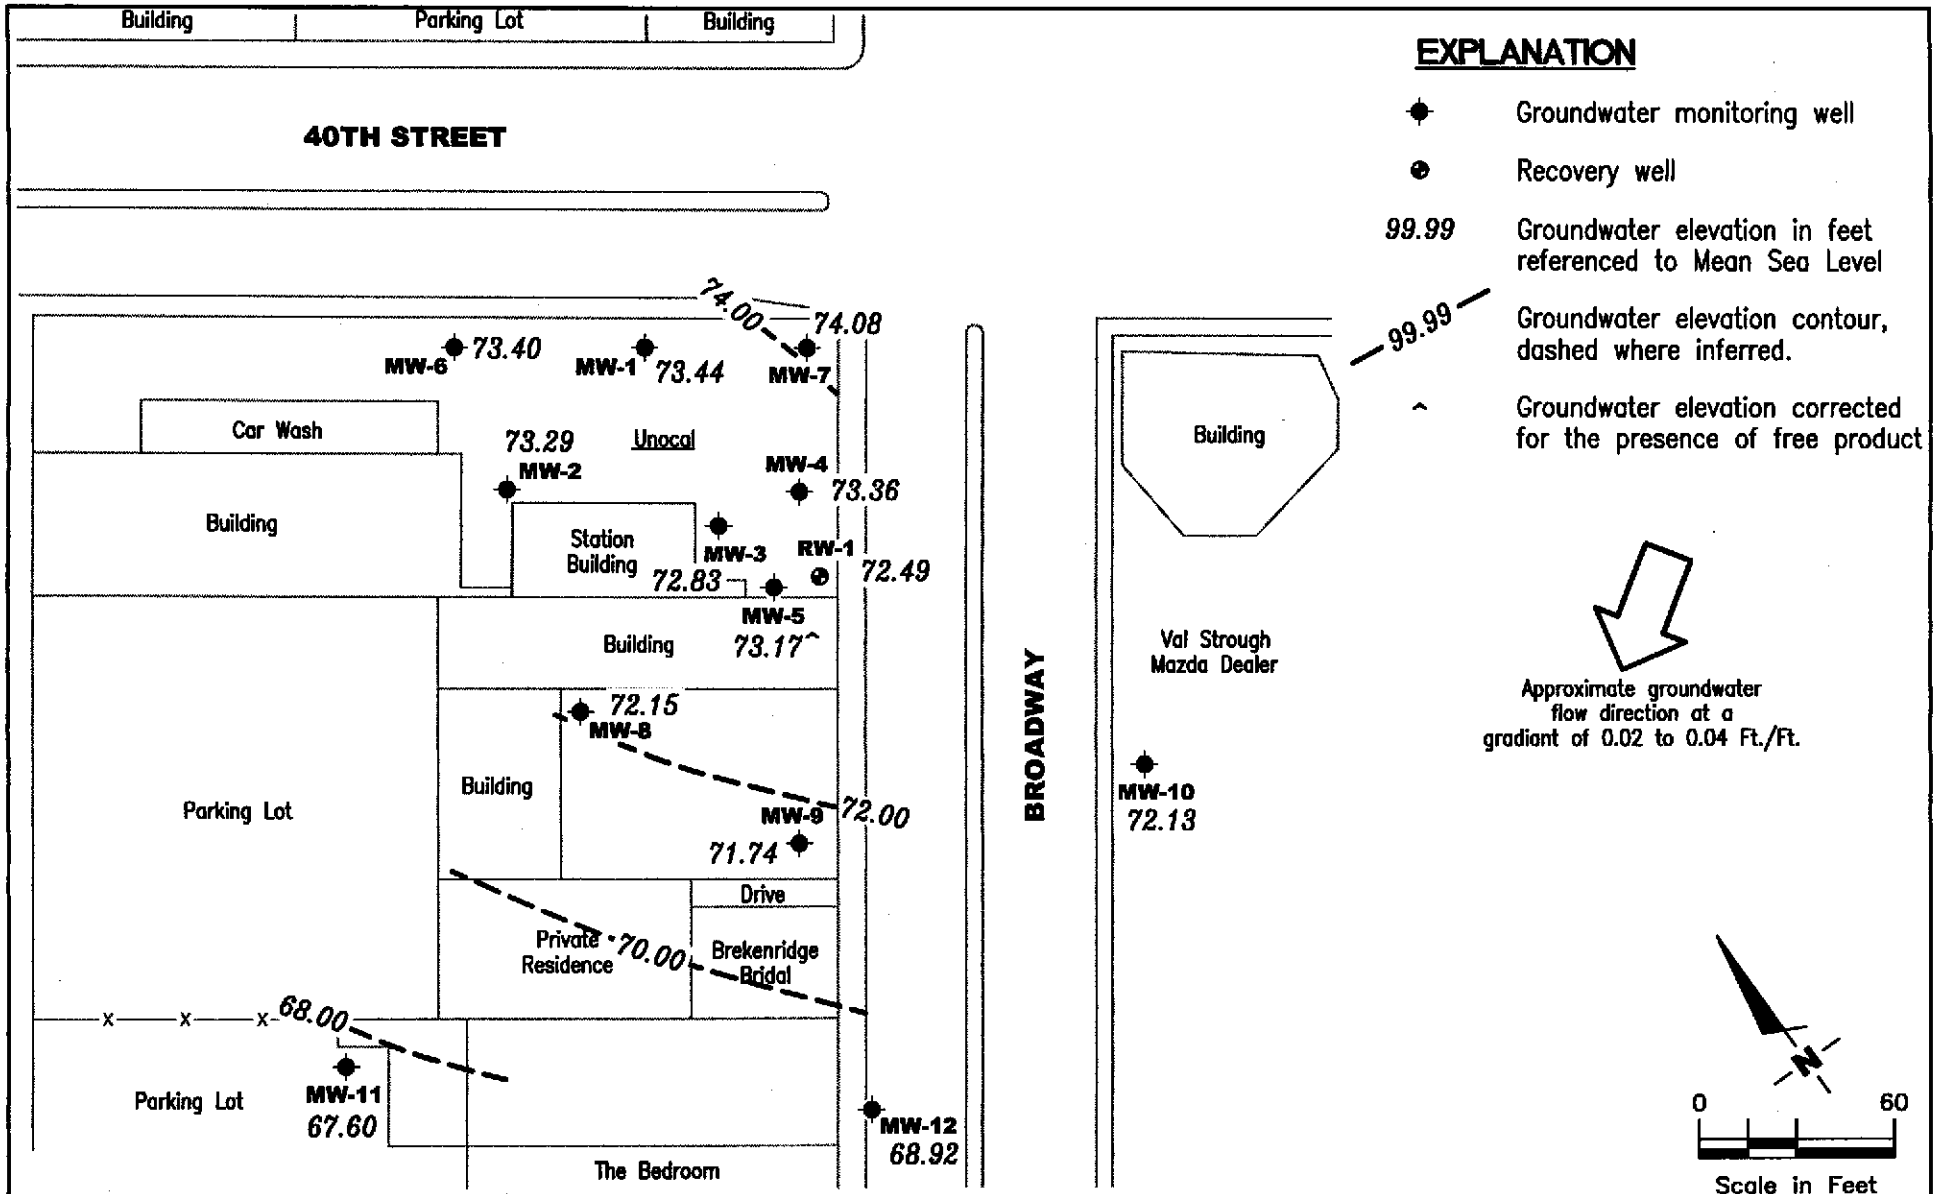 Building
Parking Lot
Building
EXPLANATION
Groundwater monitoring well
Recovery well
99.99
Groundwater elevation in feet
referenced to Mean Sea Level
99.99
Groundwater elevation contour,
dashed where inferred.
^
Groundwater elevation corrected
for the presence of free product
40TH STREET
74.00
74.08
MW-6
73.40
MW-1
73.44
MW-7
Car Wash
73.29
MW-2
Unocal
MW-4
73.36
Building
Building
Station
Building
MW-3
RW-1
72.83
72.49
MW-5
73.17^
Building
Val Strough
Mazda Dealer
BROADWAY
72.15
MW-8
Approximate groundwater
flow direction at a
gradiant of 0.02 to 0.04 Ft./Ft.
Building
Parking Lot
MW-9
72.00
71.74
MW-10
72.13
Drive
Private
Residence
70.00
Brekenridge
Bridal
x x x
68.00
MW-11
67.60
Parking Lot
MW-12
68.92
The Bedroom
N
0 60
Scale in Feet